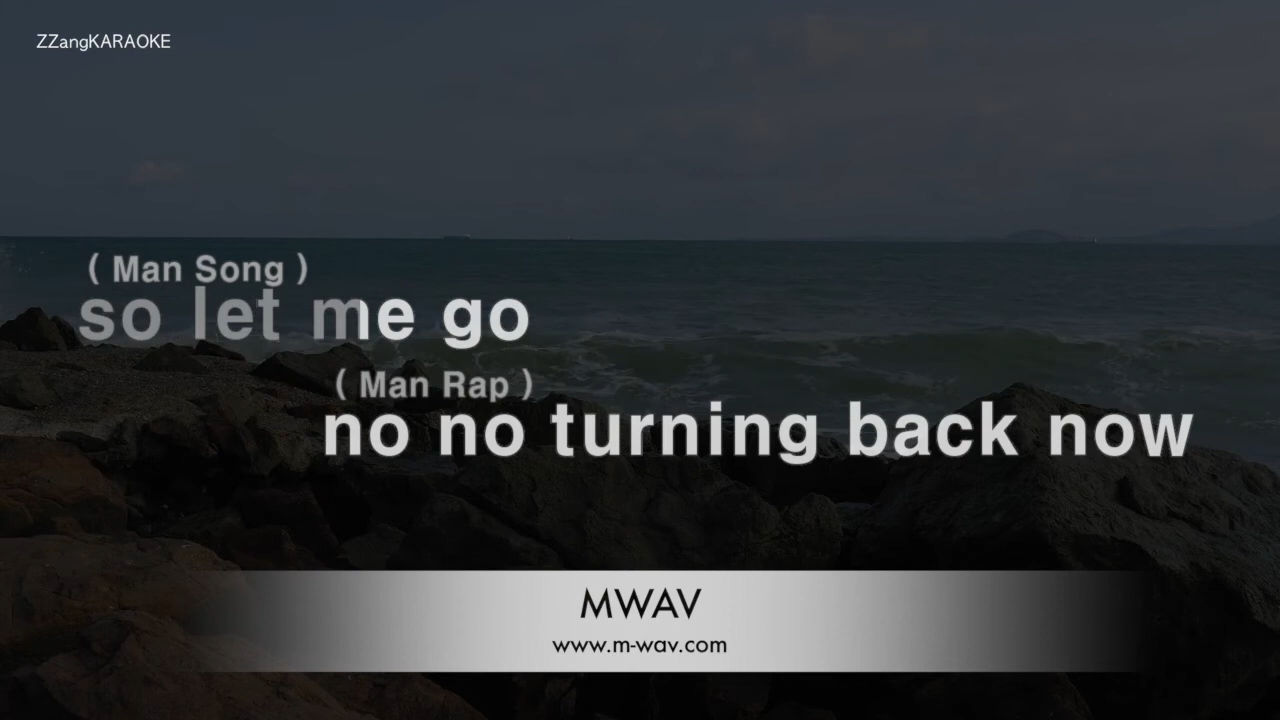 ZZangKARAOKE
( Man Song )
so let me go
( Man Rap )
no no turning back now
MWAV
www.m-wav.com